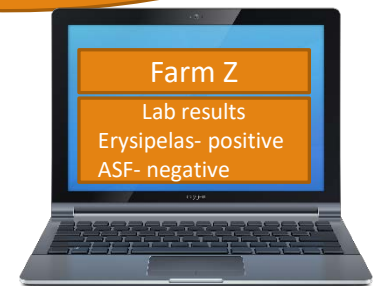 Farm Z
Lab results
Erysipelas- positive
ASF- negative